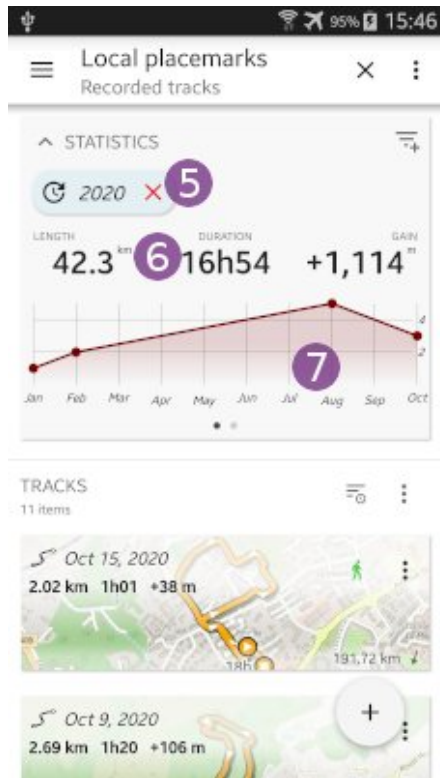 95% 15:46
Local placemarks
Recorded tracks
STATISTICS
2020 5
LENGTH DURATION GAIN
42.3 km 6 16h54 +1,114 m
4
2
7
Jan Feb Mar Apr May Jun Jul Aug Sep Oct
TRACKS
11 items
Oct 15, 2020
2.02 km 1h01 +38 m
18h
191,72 km
+
Oct 9, 2020
2.69 km 1h20 +106 m